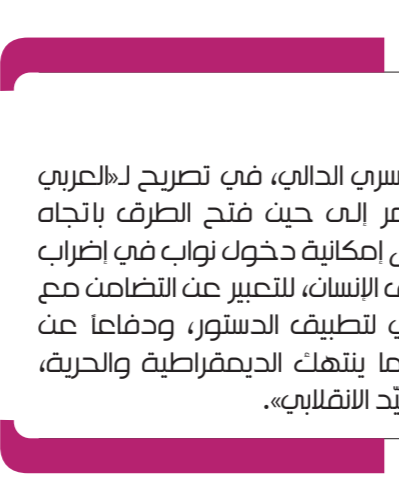 سري الدالي، في تصريح لـ«العربي
إلى حين فتح الطرق باتجاه
إمكانية دخول نواب في إضراب
الإنسان، للتعبير عن التضامن مع
لتطبيق الدستور، ودفاعاً عن
ما ينتهك الديمقراطية والحرية،
الانقلابي».